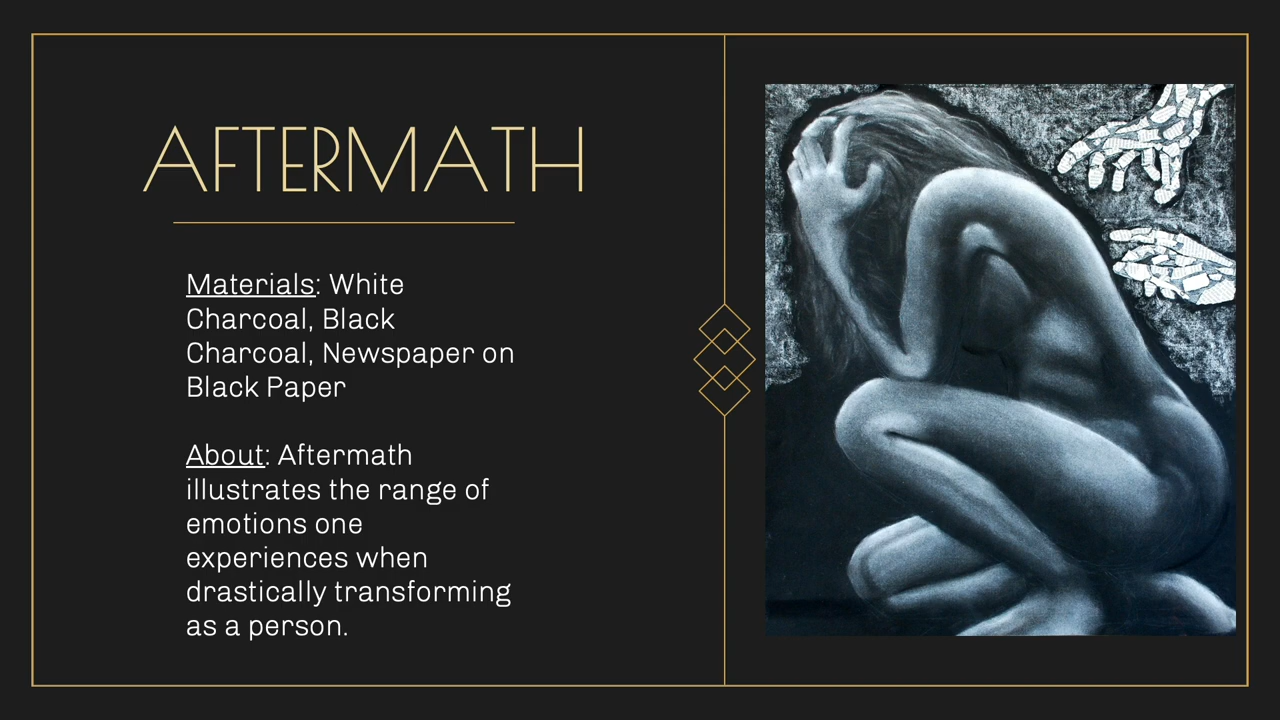 AFTERMATH
Materials: White
Charcoal, Black
Charcoal, Newspaper on
Black Paper
About: Aftermath
illustrates the range of
emotions one
experiences when
drastically transforming
as a person.